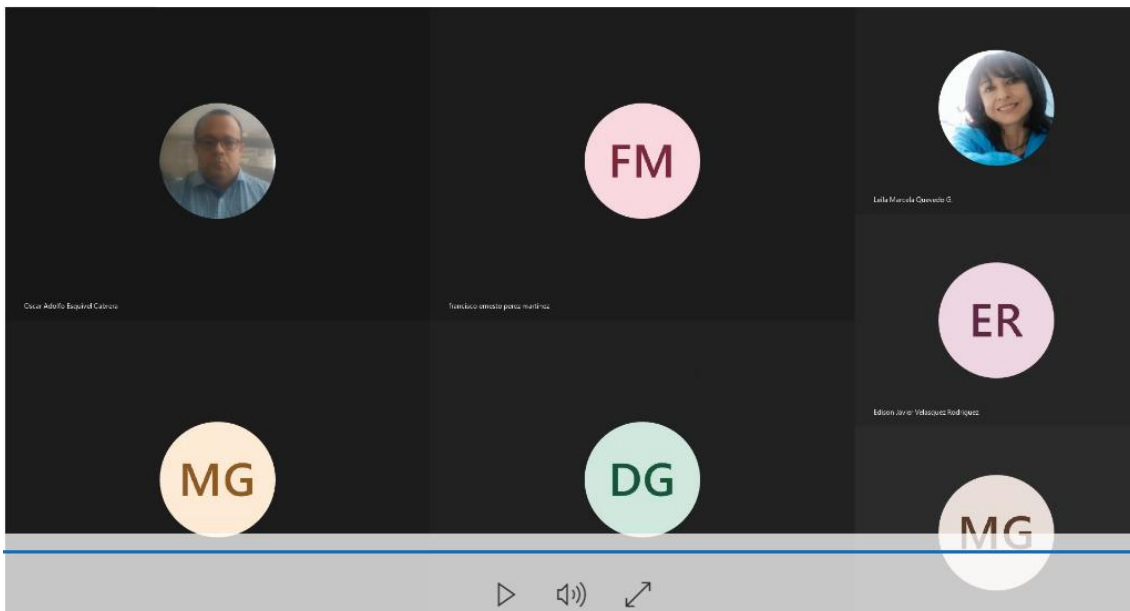 FM
Leila Marcela Quevedo G.
Oscar Adolfo Esquivel Cabrera
francisco ernesto perez martinez
ER
Edison Javier Velasquez Rodriguez
MG
DG
MG